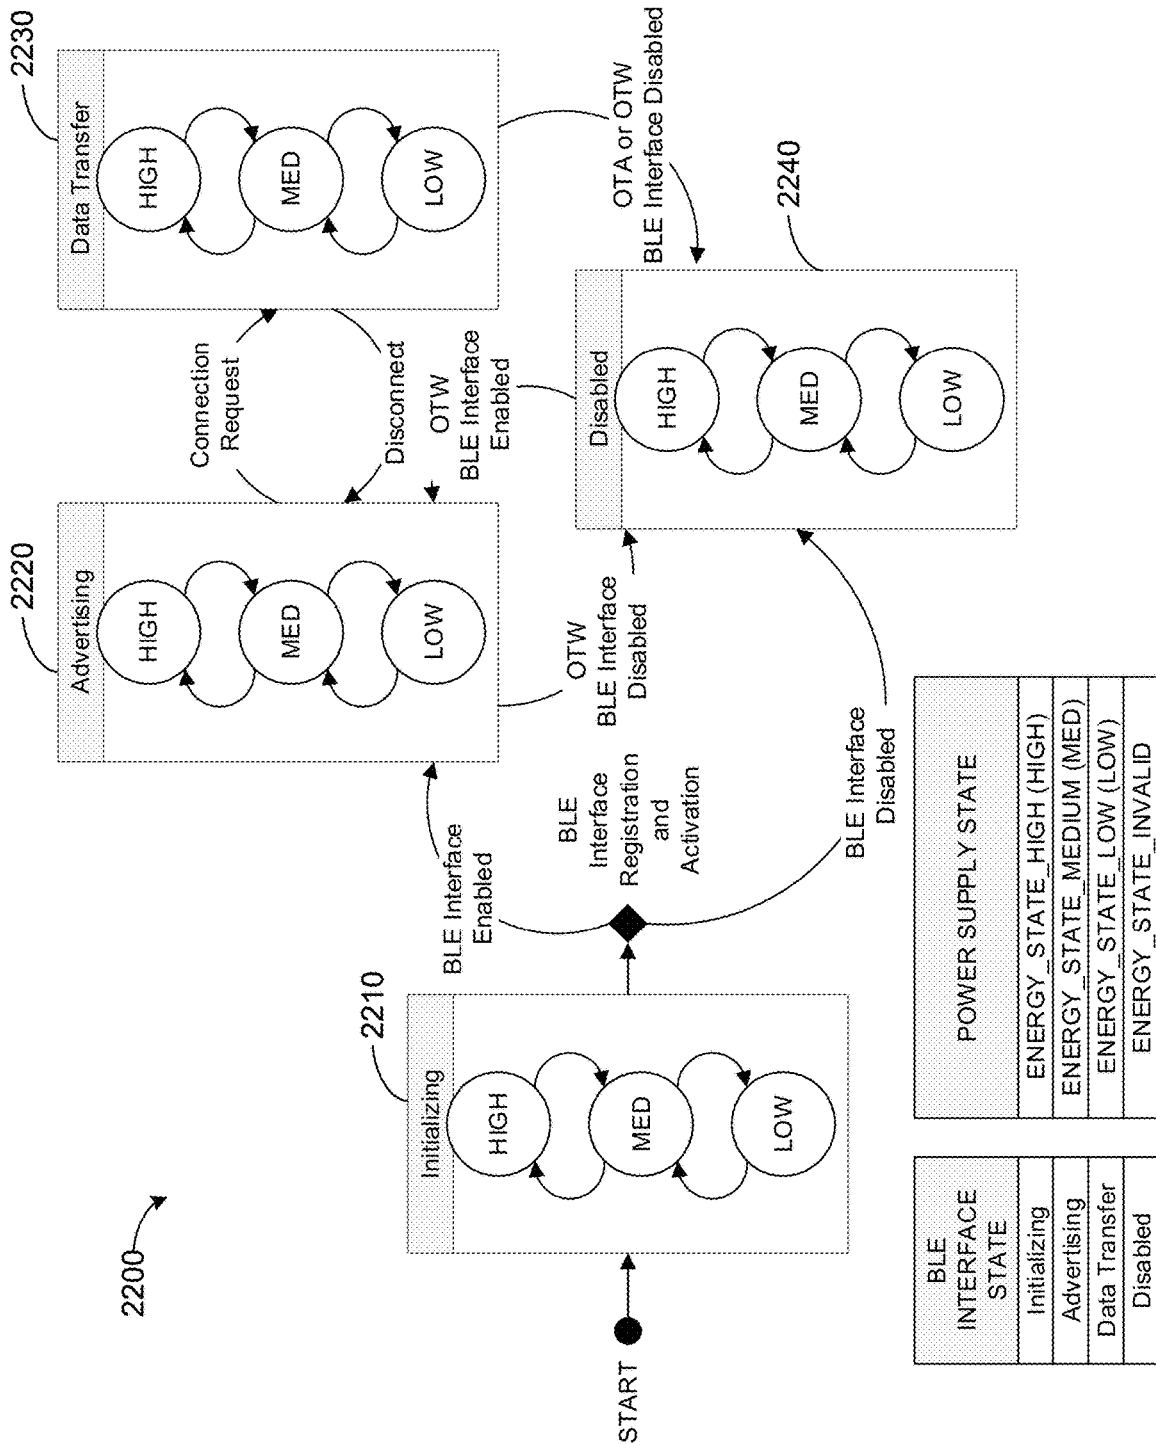 2200
START
2210
Initializing
HIGH
MED
LOW
BLE Interface
Enabled
BLE
Interface
Registration
and
Activation
BLE Interface
Disabled
2220
Advertising
HIGH
MED
LOW
Connection
Request
Disconnect
OTW
BLE Interface
Enabled
OTW
BLE Interface
Disabled
2230
Data Transfer
HIGH
MED
LOW
OTA or OTW
BLE Interface Disabled
2240
Disabled
HIGH
MED
LOW
BLE
INTERFACE
STATE
Initializing
Advertising
Data Transfer
Disabled
POWER SUPPLY STATE
ENERGY_STATE_HIGH (HIGH)
ENERGY_STATE_MEDIUM (MED)
ENERGY_STATE_LOW (LOW)
ENERGY_STATE_INVALID